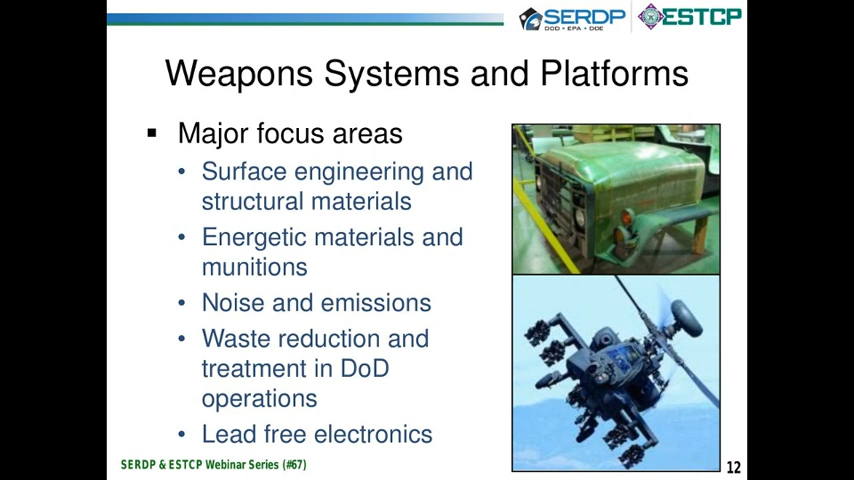 SERDP
DOD • EPA • DOE
ESTCP
Weapons Systems and Platforms
▪ Major focus areas
• Surface engineering and
structural materials
• Energetic materials and
munitions
• Noise and emissions
• Waste reduction and
treatment in DoD
operations
• Lead free electronics
SERDP & ESTCP Webinar Series (#67)
12